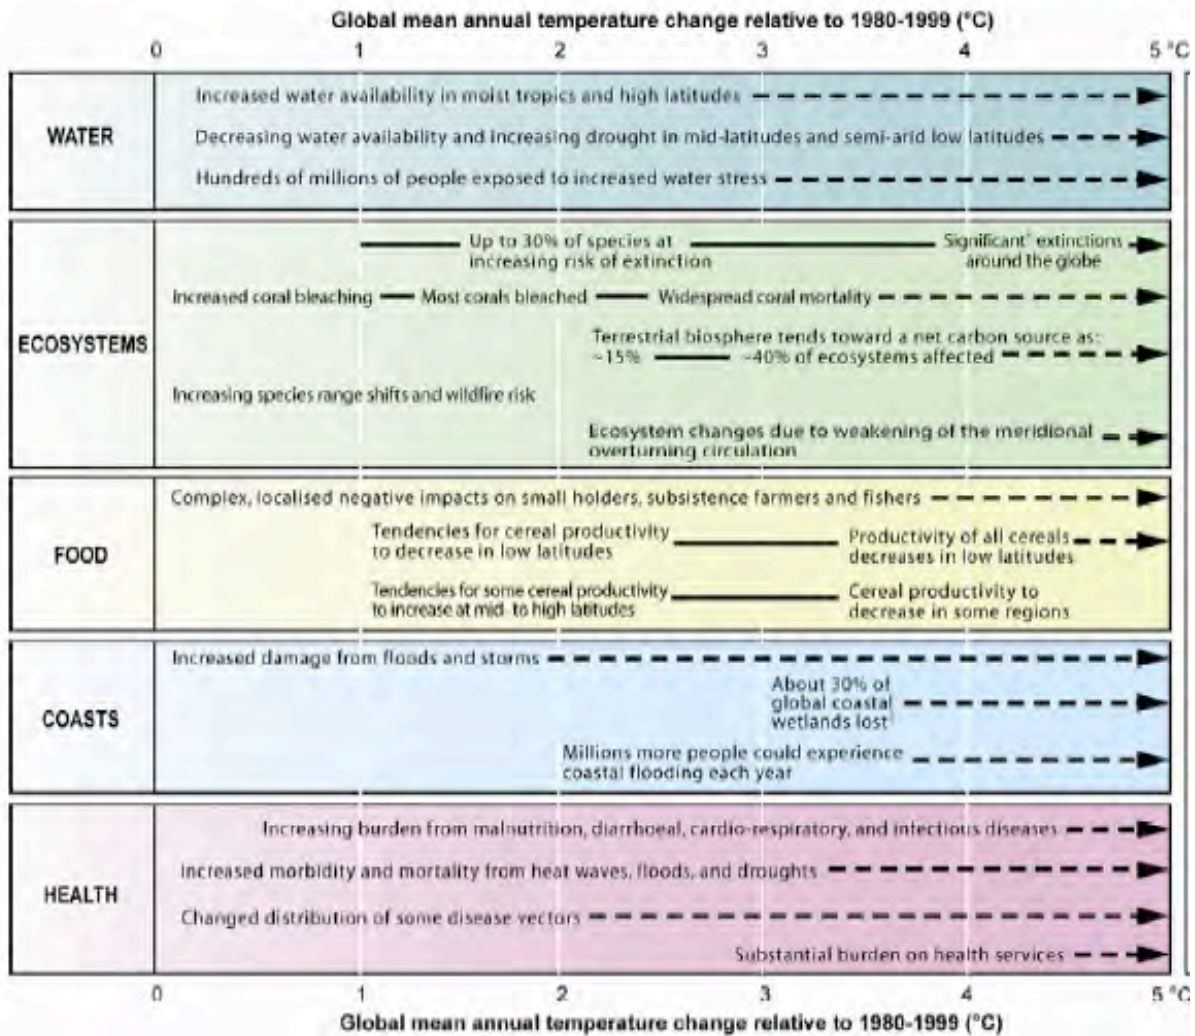 Global mean annual temperature change relative to 1980-1999 (°C)
0 1 2 3 4 5 °C
WATER
Increased water availability in moist tropics and high latitudes
Decreasing water availability and increasing drought in mid-latitudes and semi-arid low latitudes
Hundreds of millions of people exposed to increased water stress
ECOSYSTEMS
Up to 30% of species at
increasing risk of extinction
Significant† extinctions
around the globe
Increased coral bleaching
Most corals bleached
Widespread coral mortality
Terrestrial biosphere tends toward a net carbon source as:
~15%
~40% of ecosystems affected
Increasing species range shifts and wildfire risk
Ecosystem changes due to weakening of the meridional
overturning circulation
FOOD
Complex, localised negative impacts on small holders, subsistence farmers and fishers
Tendencies for cereal productivity
to decrease in low latitudes
Productivity of all cereals
decreases in low latitudes
Tendencies for some cereal productivity
to increase at mid- to high latitudes
Cereal productivity to
decrease in some regions
COASTS
Increased damage from floods and storms
About 30% of
global coastal
wetlands lost
Millions more people could experience
coastal flooding each year
HEALTH
Increasing burden from malnutrition, diarrhoeal, cardio-respiratory, and infectious diseases
Increased morbidity and mortality from heat waves, floods, and droughts
Changed distribution of some disease vectors
Substantial burden on health services
0 1 2 3 4 5 °C
Global mean annual temperature change relative to 1980-1999 (°C)